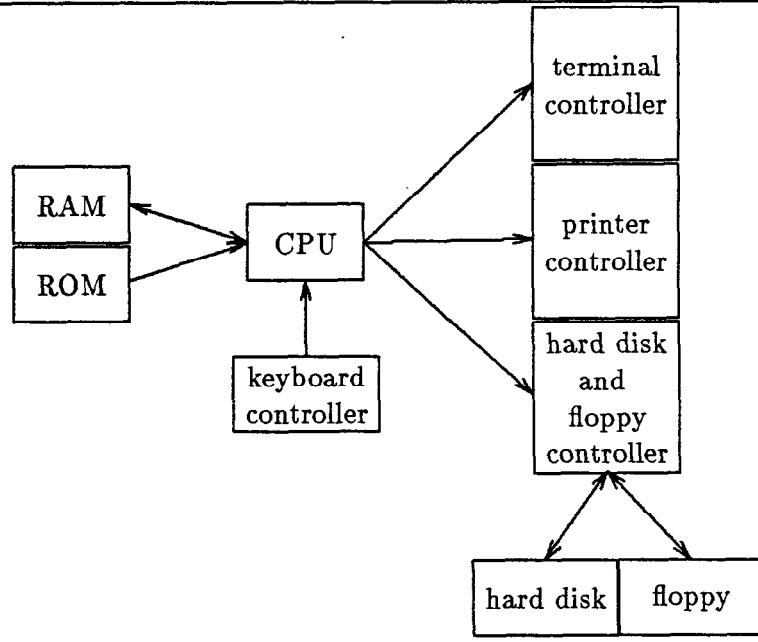 terminal
controller
RAM
ROM
CPU
printer
controller
keyboard
controller
hard disk
and
floppy
controller
hard disk
floppy